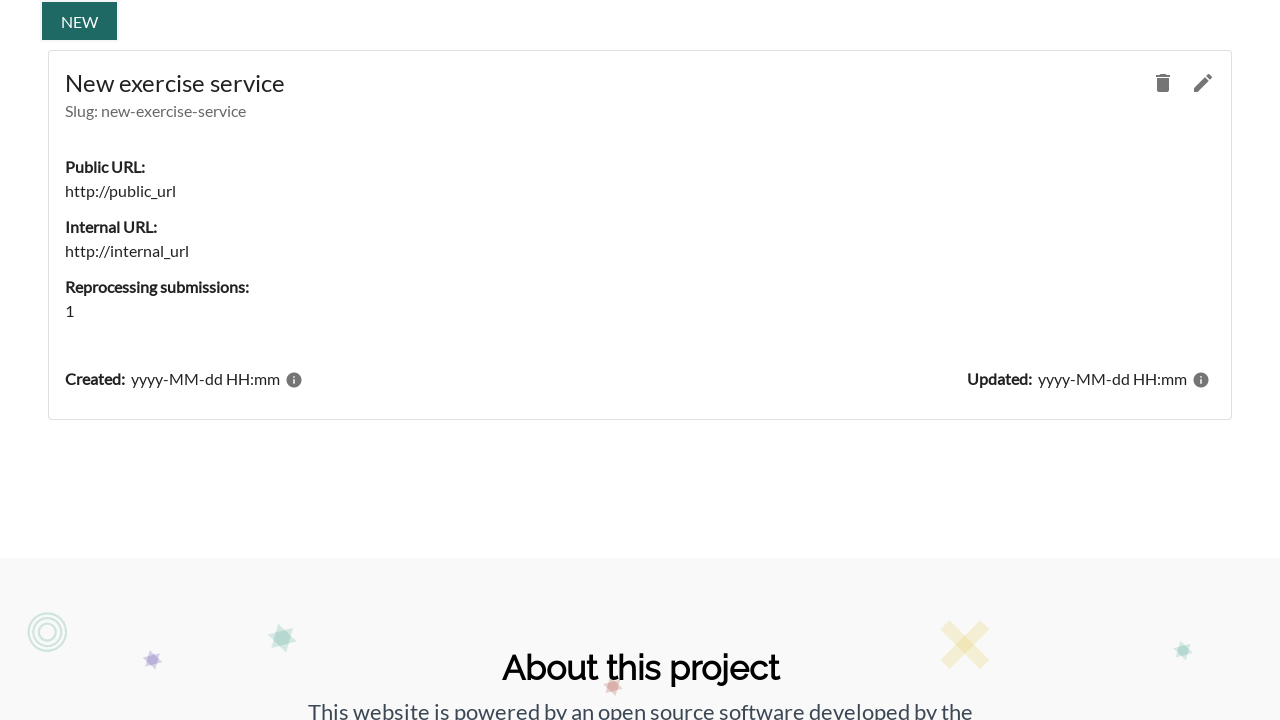 NEW
New exercise service
Slug: new-exercise-service
Public URL:
http://public_url
Internal URL:
http://internal_url
Reprocessing submissions:
1
Created: yyyy-MM-dd HH:mm
Updated: yyyy-MM-dd HH:mm
About this project
This website is powered by an open source software developed by the